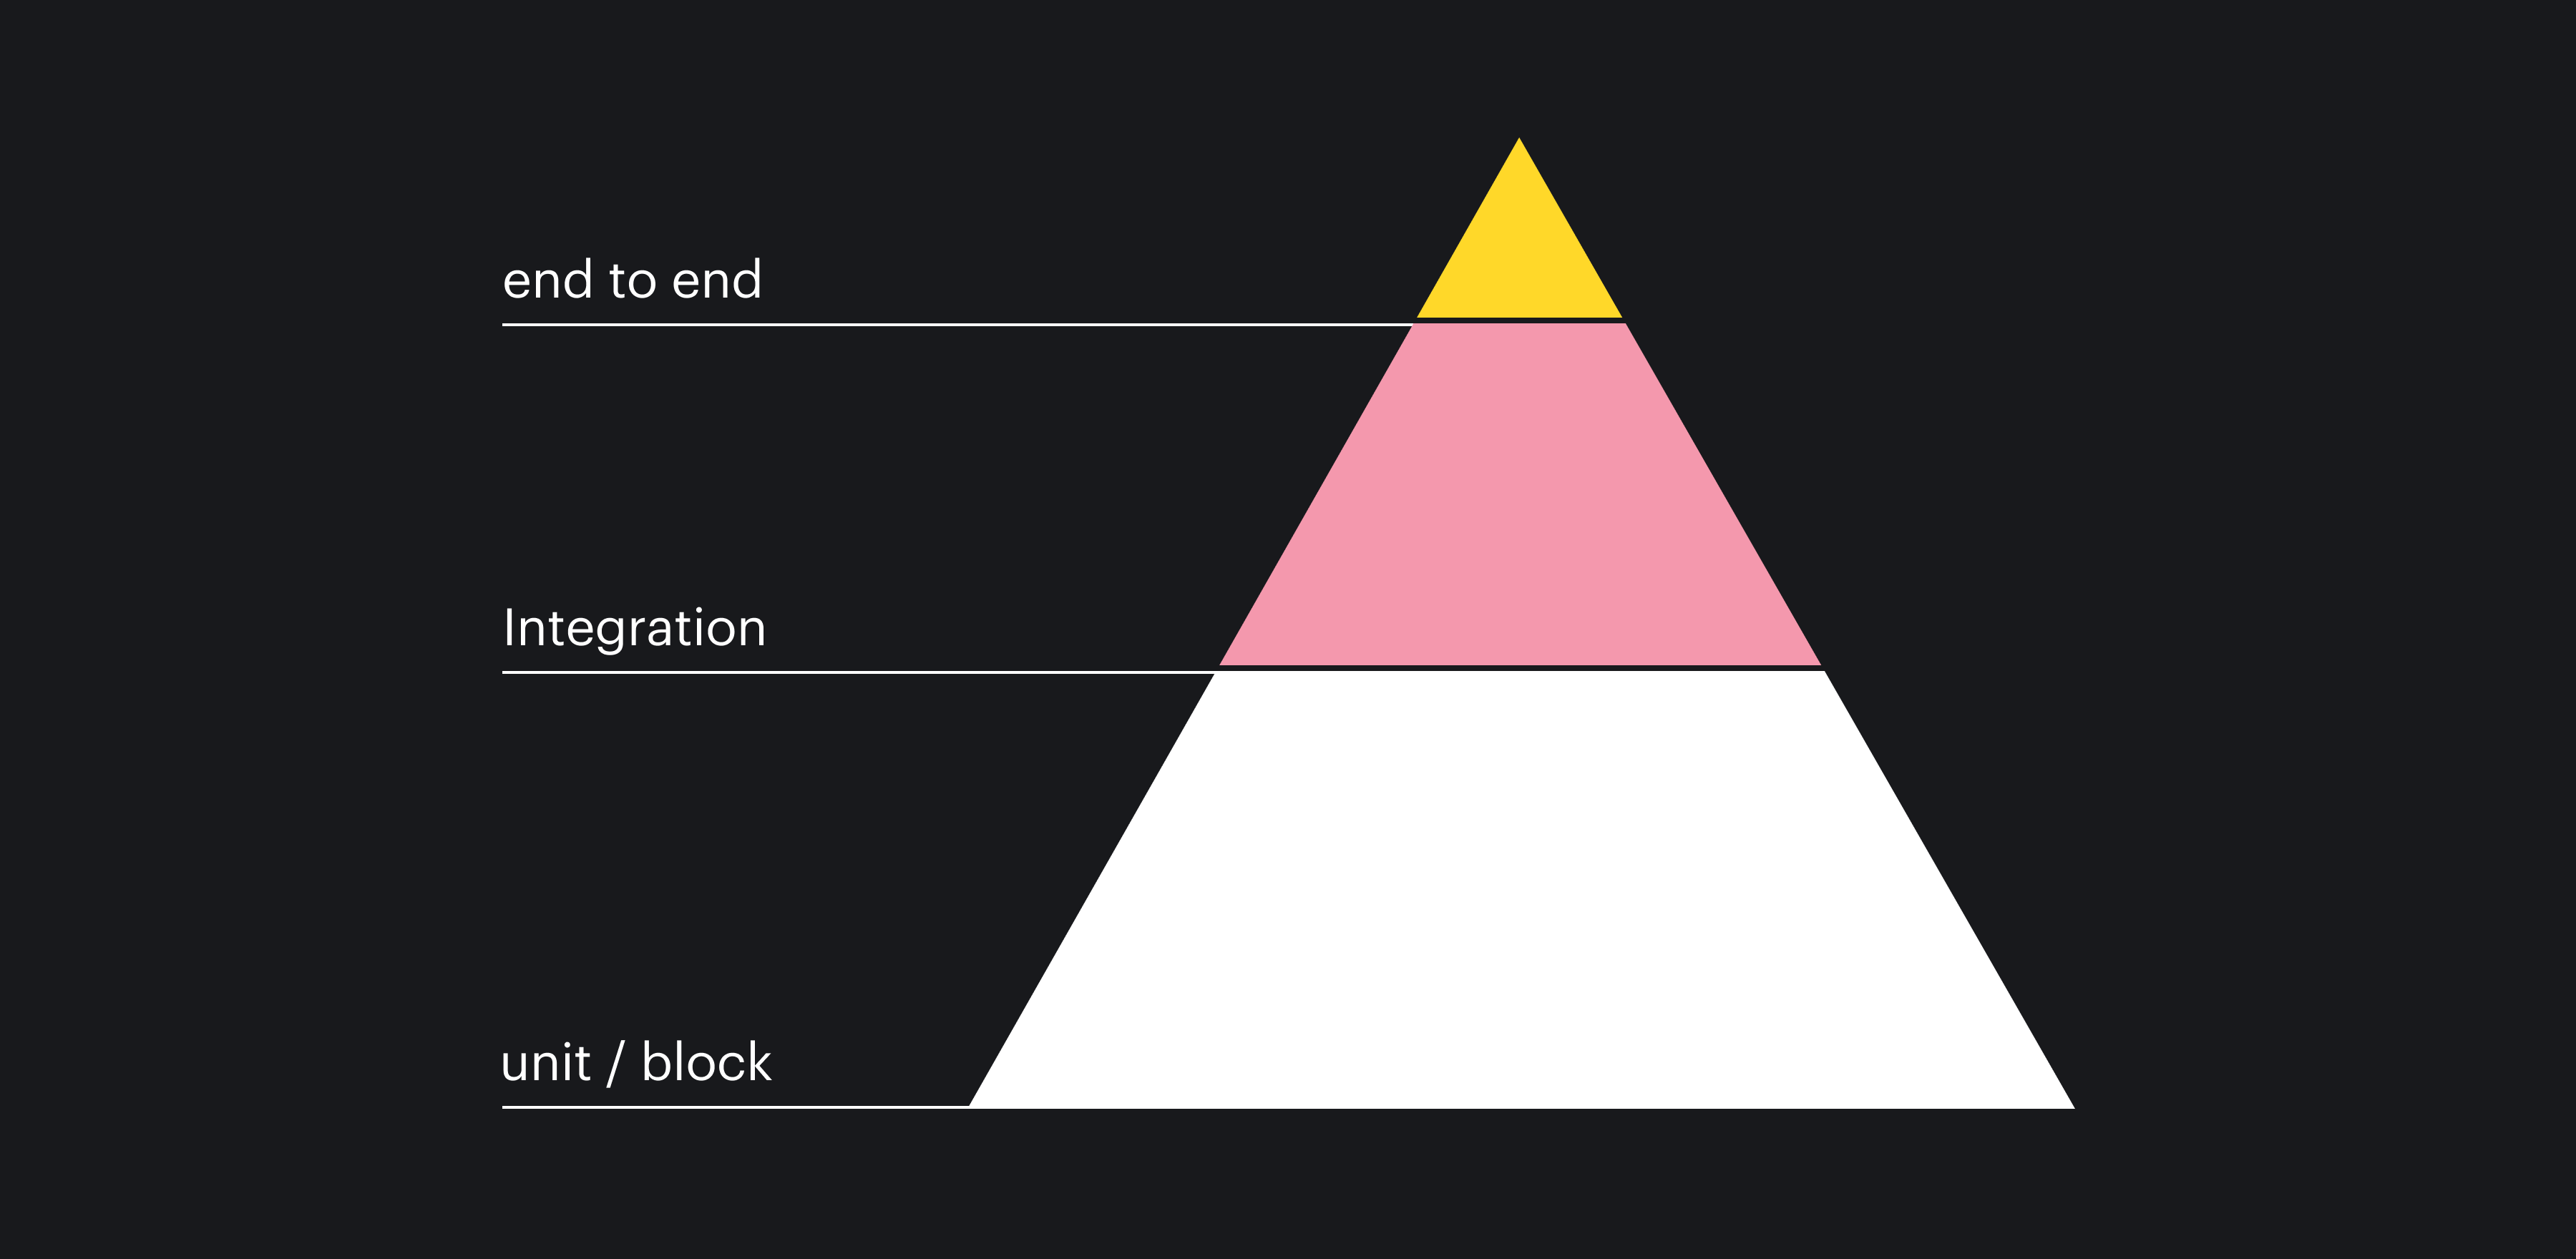 end to end
Integration
unit / block